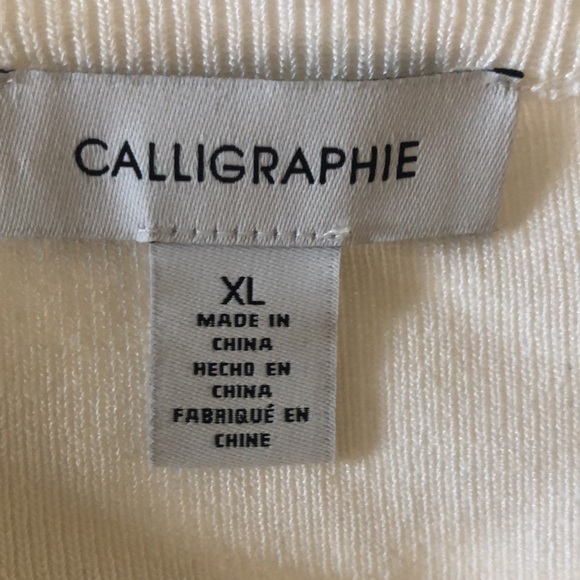 CALLIGRAPHIE
XL
MADE IN
CHINA
HECHO EN
CHINA
FABRIQUÉ EN
CHINE